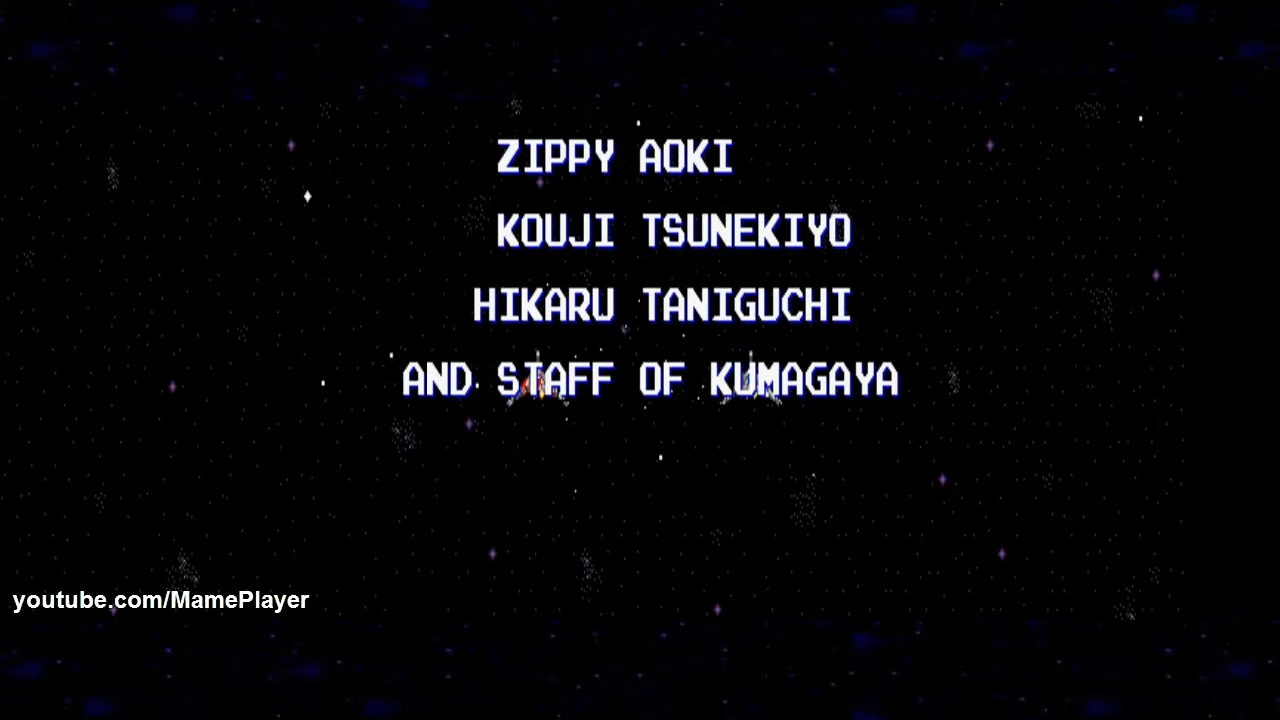 ZIPPY AOKI
KOUJI TSUNEKIYO
HIKARU TANIGUCHI
AND STAFF OF KUMAGAYA
youtube.com/MamePlayer